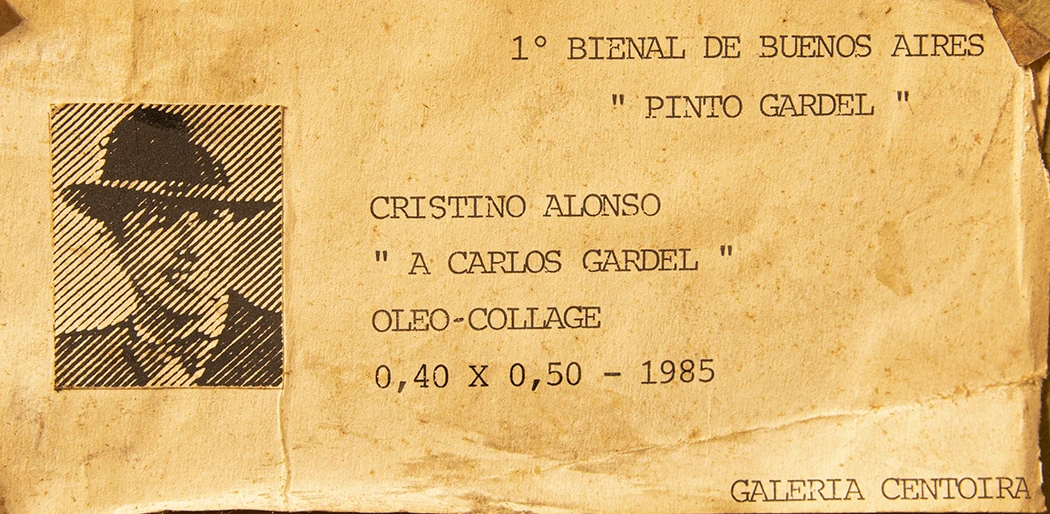 1° BIENAL DE BUENOS AIRES
" PINTO GARDEL "
CRISTINO ALONSO
" A CARLOS GARDEL "
OLEO-COLLAGE
0,40 X 0,50 - 1985
GALERIA CENTOIRA